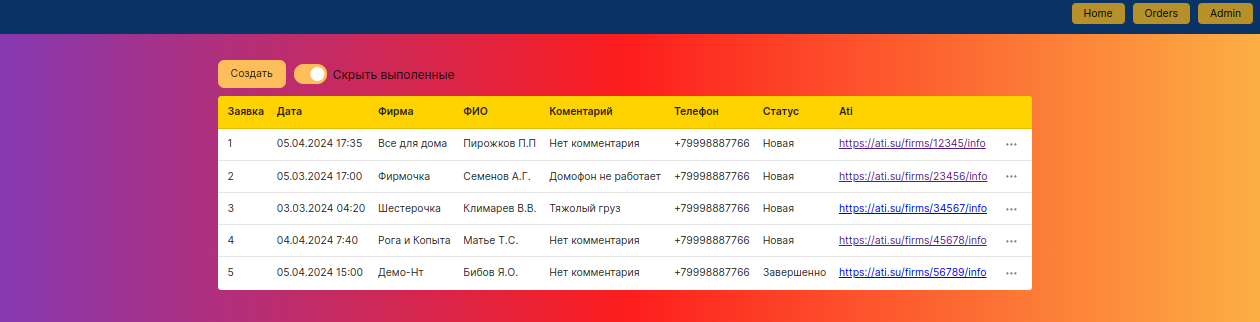 Home Orders Admin
Создать Скрыть выполенные
Заявка Дата Фирма ФИО Коментарий Телефон Статус Ati
1 05.04.2024 17:35 Все для дома Пирожков П.П Нет комментария +79998887766 Новая https://ati.su/firms/12345/info ...
2 05.03.2024 17:00 Фирмочка Семенов А.Г. Домофон не работает +79998887766 Новая https://ati.su/firms/23456/info ...
3 03.03.2024 04:20 Шестерочка Климарев В.В. Тяжолый груз +79998887766 Новая https://ati.su/firms/34567/info ...
4 04.04.2024 7:40 Рога и Копыта Матье Т.С. Нет комментария +79998887766 Новая https://ati.su/firms/45678/info ...
5 05.04.2024 15:00 Демо-Нт Бибов Я.О. Нет комментария +79998887766 Завершенно https://ati.su/firms/56789/info ...